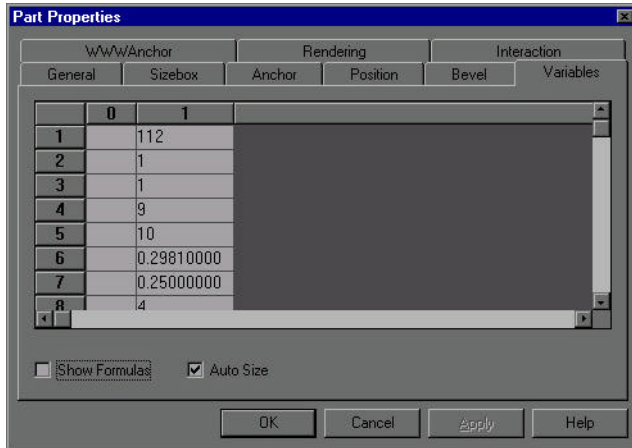 Part Properties
WWWAnchor Rendering Interaction
General Sizebox Anchor Position Bevel Variables
0 1
1 112
2 1
3 1
4 9
5 10
6 0.29810000
7 0.25000000
8 4
Show Formulas Auto Size
OK Cancel Apply Help